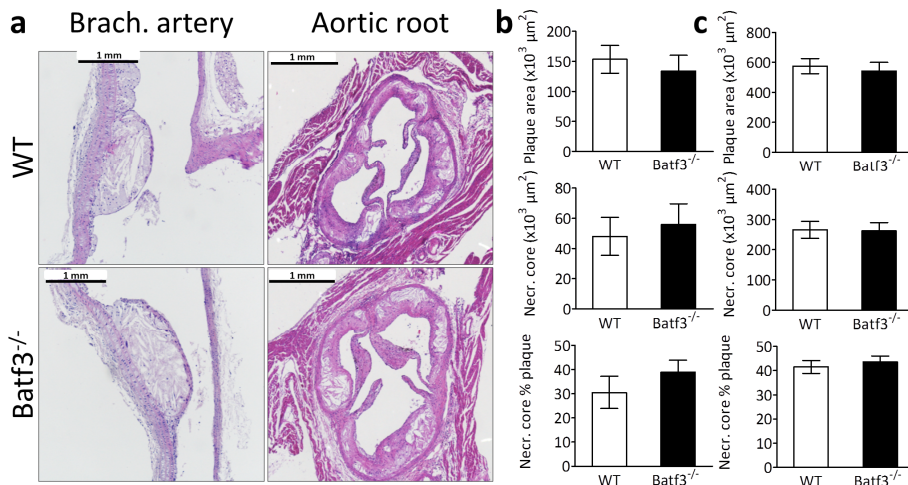 a
Brach. artery
Aortic root
WT
1 mm
1 mm
Batf3-/-
1 mm
1 mm
b
Plaque area (x10³ µm²)
200
150
100
50
0
WT
Batf3-/-
Necr. core (x10³ µm²)
80
60
40
20
0
WT
Batf3-/-
Necr. core % plaque
50
40
30
20
10
0
WT
Batf3-/-
c
Plaque area (x10³ µm²)
800
600
400
200
0
WT
Batf3-/-
Necr. core (x10³ µm²)
400
300
200
100
0
WT
Batf3-/-
Necr. core % plaque
50
40
30
20
10
0
WT
Batf3-/-